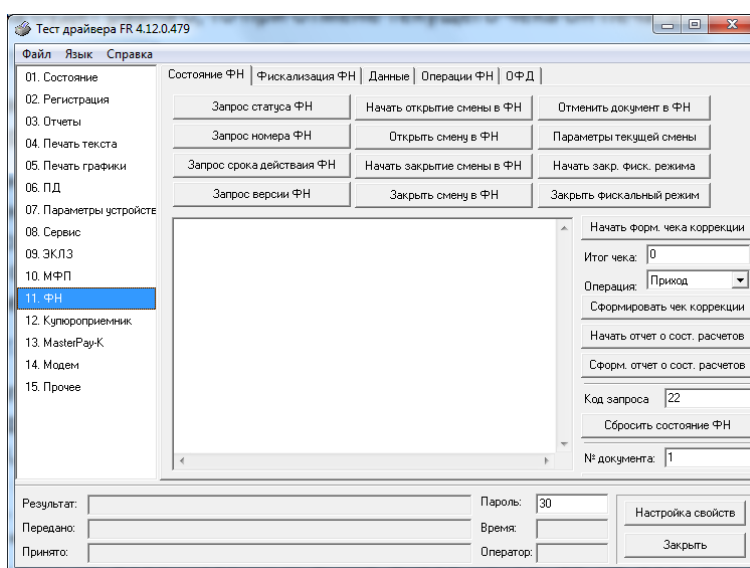 Тест драйвера FR 4.12.0.479
Файл Язык Справка
01. Состояние
02. Регистрация
03. Отчеты
04. Печать текста
05. Печать графики
06. ПД
07. Параметры устройств
08. Сервис
09. ЭКЛЗ
10. МФП
11. ФН
12. Купюроприемник
13. MasterPay-K
14. Модем
15. Прочее
Состояние ФН Фискализация ФН Данные Операции ФН ОФД
Запрос статуса ФН Начать открытие смены в ФН Отменить документ в ФН
Запрос номера ФН Открыть смену в ФН Параметры текущей смены
Запрос срока действаия ФН Начать закрытие смены в ФН Начать закр. фиск. режима
Запрос версии ФН Закрыть смену в ФН Закрыть фискальный режим
Начать форм. чека коррекции
Итог чека: 0
Операция: Приход
Сформировать чек коррекции
Начать отчет о сост. расчетов
Сформ. отчет о сост. расчетов
Код запроса 22
Сбросить состояние ФН
№ документа: 1
Результат: Пароль: 30
Передано: Время:
Принято: Оператор:
Настройка свойств
Закрыть